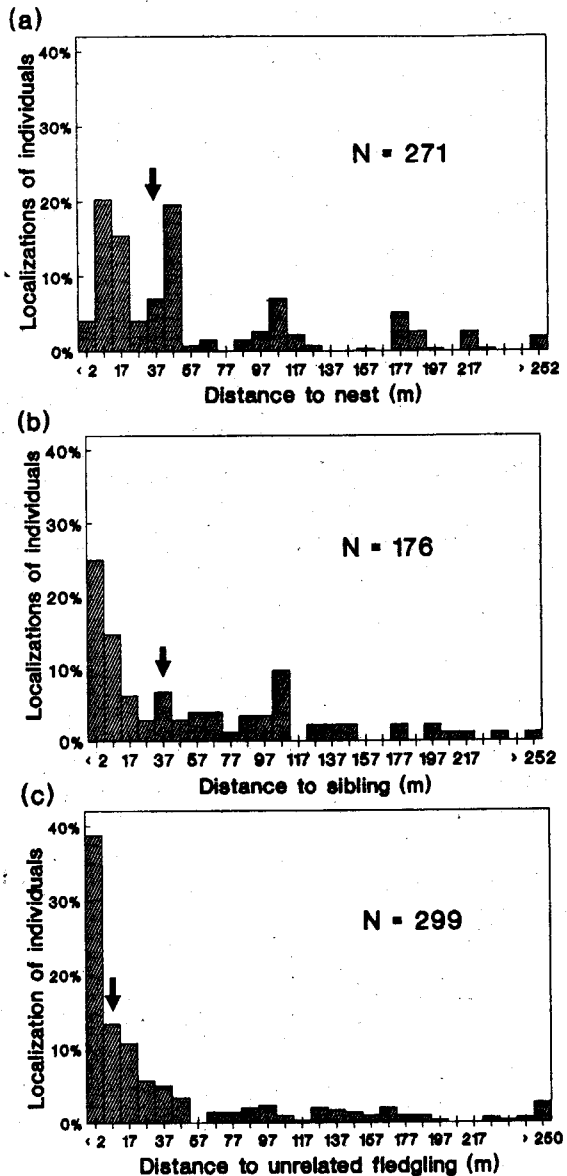 (a)
40%
30%
20%
10%
0%
Localizations of individuals
N = 271
‹ 2 17 37 57 77 97 117 137 157 177 197 217 › 252
Distance to nest (m)
(b)
40%
30%
20%
10%
0%
Localizations of individuals
N = 176
‹ 2 17 37 57 77 97 117 137 157 177 197 217 › 252
Distance to sibling (m)
(c)
40%
30%
20%
10%
0%
Localization of individuals
N = 299
‹ 2 17 37 57 77 97 117 137 157 177 197 217 › 250
Distance to unrelated fledgling (m)